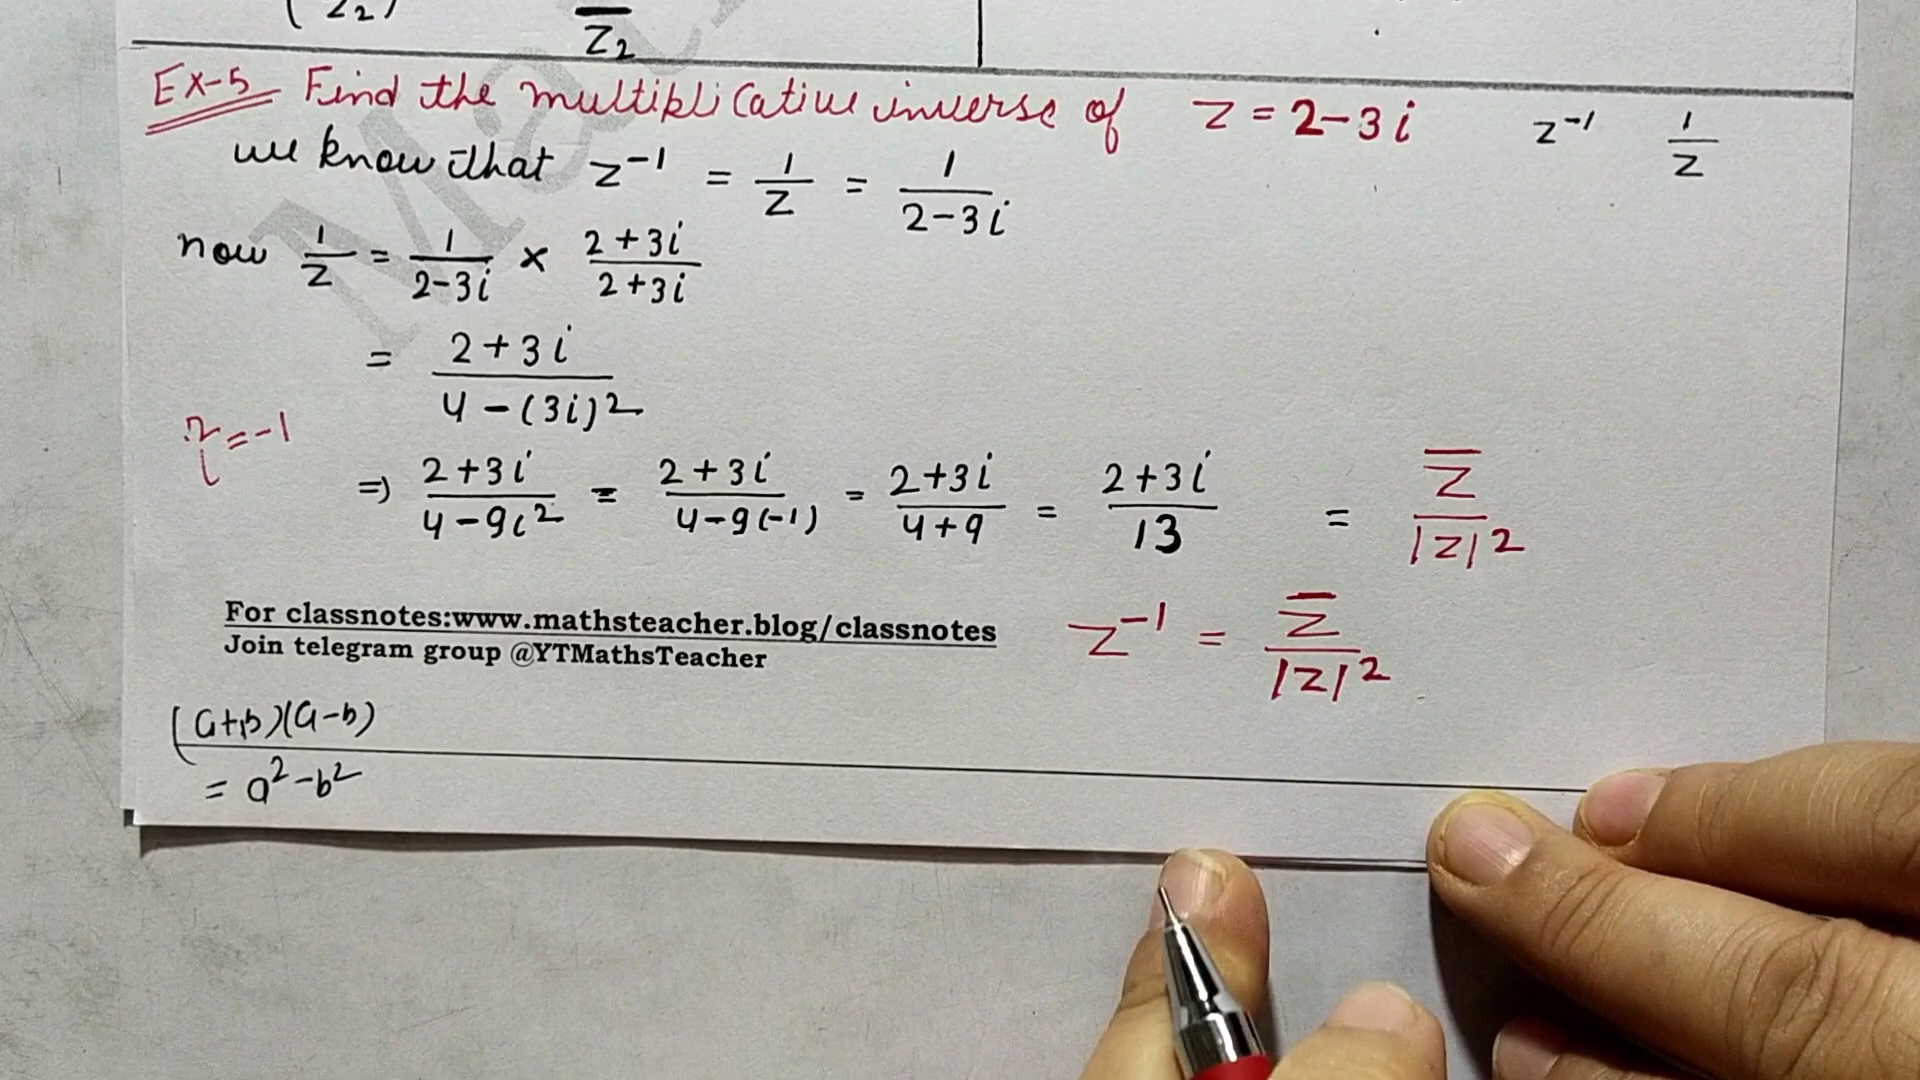 (z₂) z̅₂
Ex-5 Find the multiplicative inverse of z = 2-3i z⁻¹ 1/z
we know that z⁻¹ = 1/z = 1/(2-3i)
now 1/z = 1/(2-3i) × (2+3i)/(2+3i)
= (2+3i)/(4-(3i)²)
i² = -1
⇒ (2+3i)/(4-9i²) = (2+3i)/(4-9(-1)) = (2+3i)/(4+9) = (2+3i)/13 = z̅/|z|²
For classnotes:www.mathsteacher.blog/classnotes
Join telegram group @YTMathsTeacher
z⁻¹ = z̅/|z|²
(a+b)(a-b)
= a²-b²